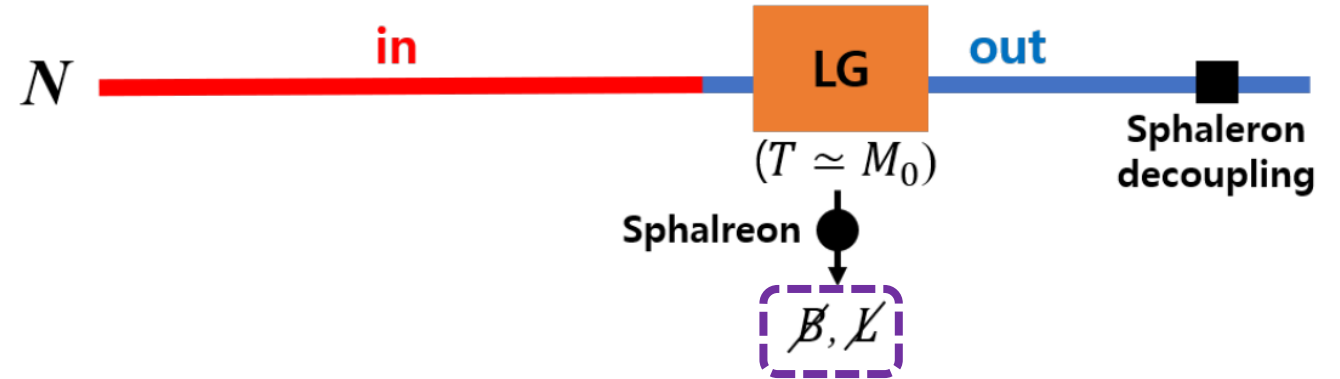 N in LG out
Sphaleron
decoupling
(T ≃ M₀)
Sphalreon
B̸, L̸